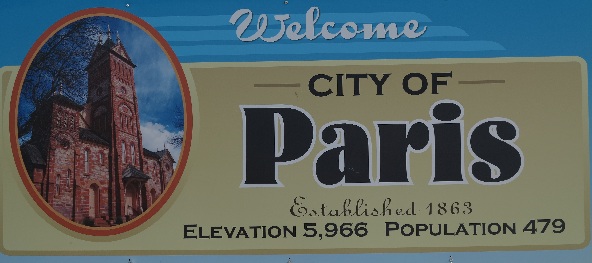 Welcome
CITY OF
Paris
Established 1863
ELEVATION 5,966 POPULATION 479